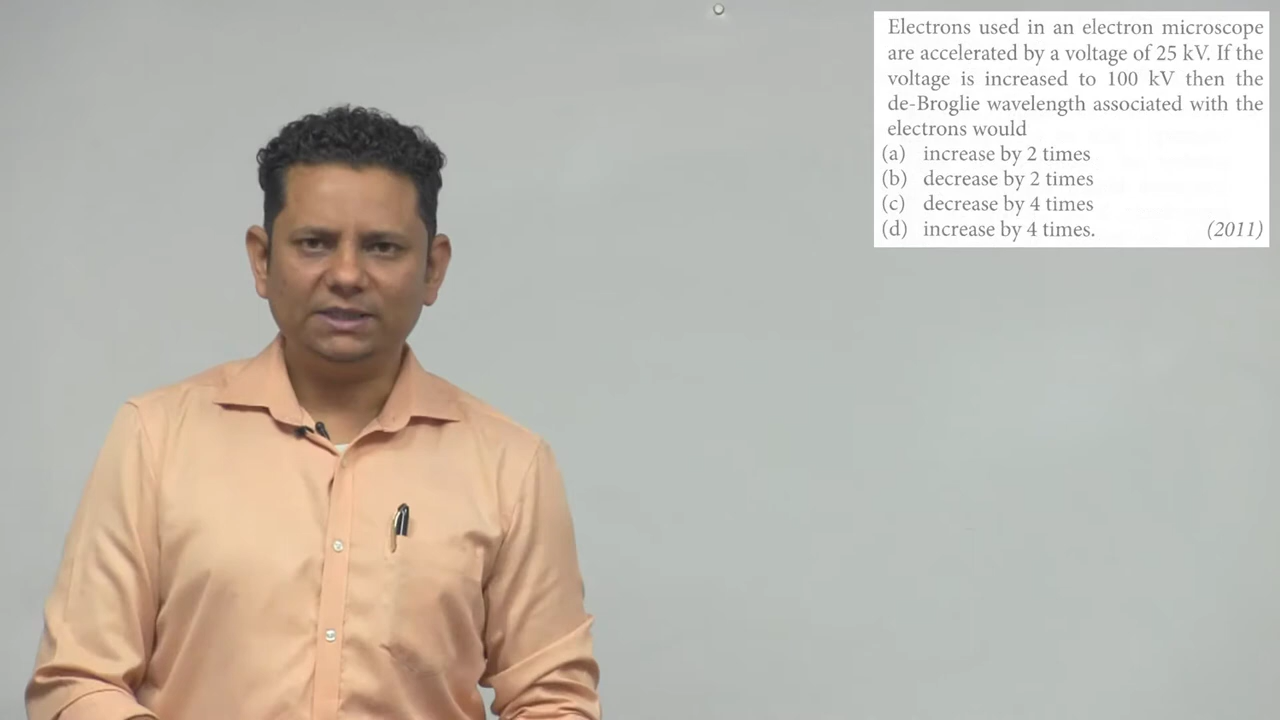 Electrons used in an electron microscope
are accelerated by a voltage of 25 kV. If the
voltage is increased to 100 kV then the
de-Broglie wavelength associated with the
electrons would
(a) increase by 2 times
(b) decrease by 2 times
(c) decrease by 4 times
(d) increase by 4 times. (2011)